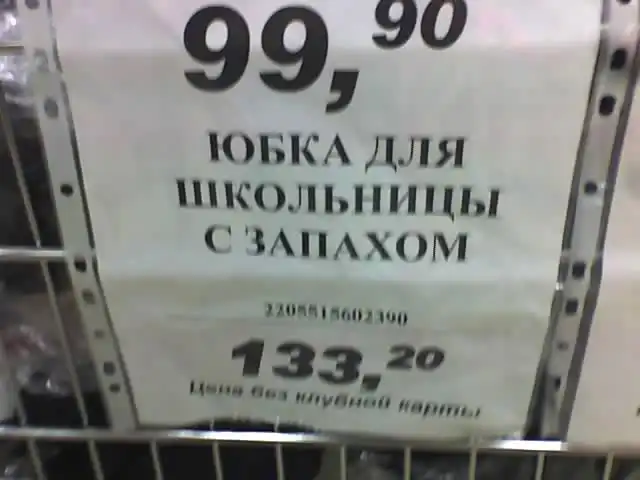 99,90
ЮБКА ДЛЯ
ШКОЛЬНИЦЫ
С ЗАПАХОМ
2205515602390
133,20
Цена без клубной карты